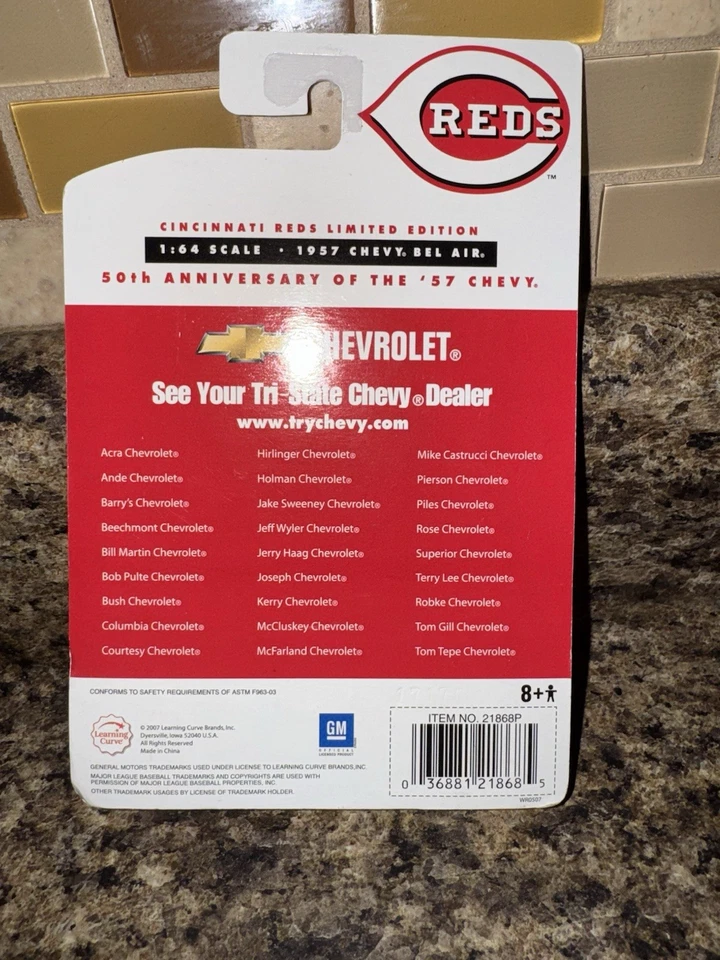 REDS
™
CINCINNATI REDS LIMITED EDITION
1:64 SCALE • 1957 CHEVY® BEL AIR®
50th ANNIVERSARY OF THE '57 CHEVY®
CHEVROLET®
See Your Tri-State Chevy® Dealer
www.trychevy.com
Acra Chevrolet®
Ande Chevrolet®
Barry's Chevrolet®
Beechmont Chevrolet®
Bill Martin Chevrolet®
Bob Pulte Chevrolet®
Bush Chevrolet®
Columbia Chevrolet®
Courtesy Chevrolet®
Hirlinger Chevrolet®
Holman Chevrolet®
Jake Sweeney Chevrolet®
Jeff Wyler Chevrolet®
Jerry Haag Chevrolet®
Joseph Chevrolet®
Kerry Chevrolet®
McCluskey Chevrolet®
McFarland Chevrolet®
Mike Castrucci Chevrolet®
Pierson Chevrolet®
Piles Chevrolet®
Rose Chevrolet®
Superior Chevrolet®
Terry Lee Chevrolet®
Robke Chevrolet®
Tom Gill Chevrolet®
Tom Tepe Chevrolet®
CONFORMS TO SAFETY REQUIREMENTS OF ASTM F963-03
8+
Learning
Curve
© 2007 Learning Curve Brands, Inc.
Dyersville, Iowa 52040 U.S.A.
All Rights Reserved
Made in China
GM
OFFICIAL
LICENSED PRODUCT
GENERAL MOTORS TRADEMARKS USED UNDER LICENSE TO LEARNING CURVE BRANDS, INC.
MAJOR LEAGUE BASEBALL TRADEMARKS AND COPYRIGHTS ARE USED WITH
PERMISSION OF MAJOR LEAGUE BASEBALL PROPERTIES, INC.
OTHER TRADEMARK USAGES BY LICENSE OF TRADEMARK HOLDER
ITEM NO. 21868P
0 36881 21868 5
WR0507